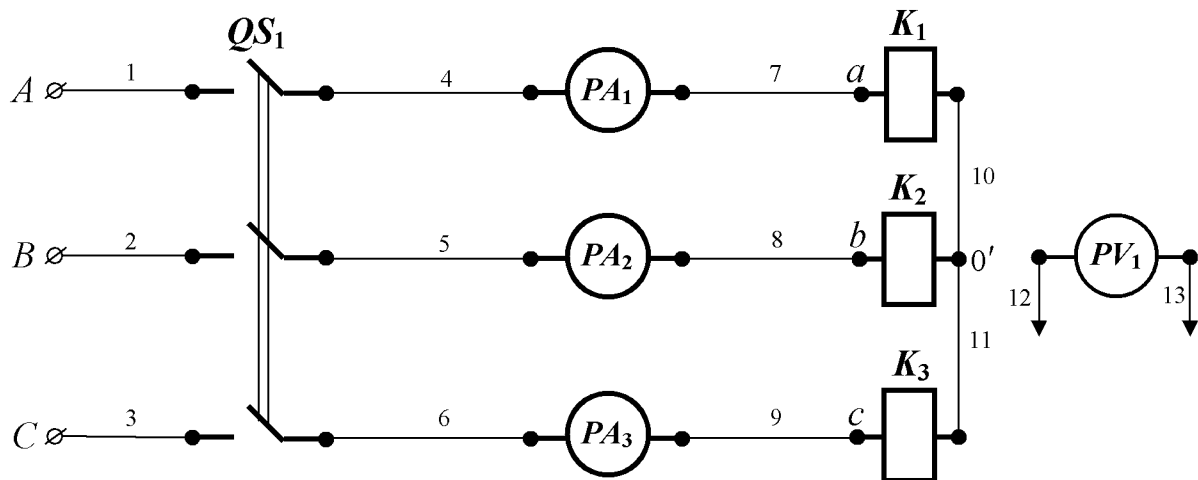 QS₁ K₁
A 1 4 PA₁ 7 a
10
K₂
B 2 5 PA₂ 8 b 0′ PV₁
12 13
11
K₃
C 3 6 PA₃ 9 c